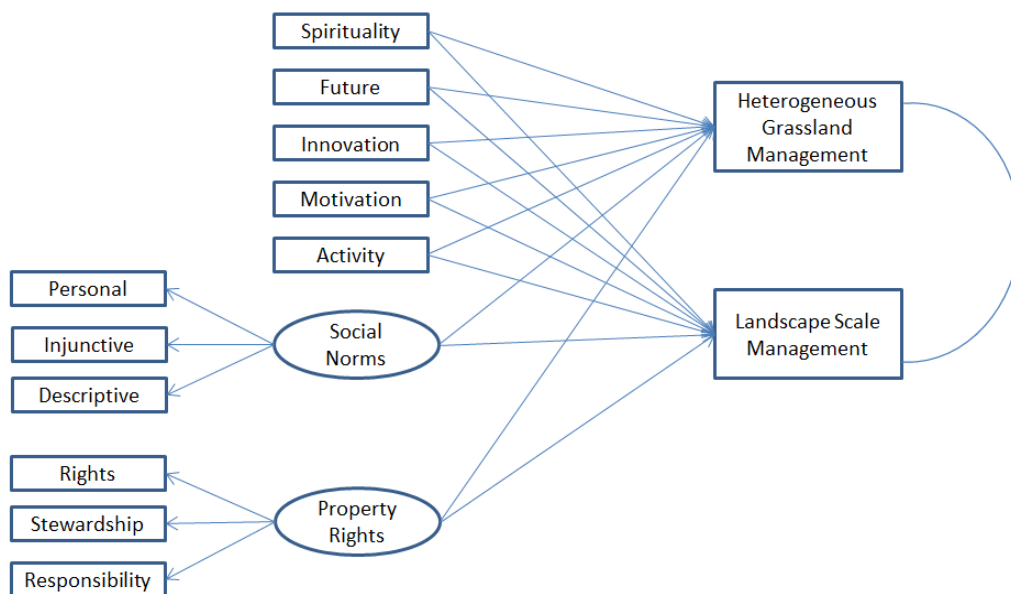 Spirituality
Future
Innovation
Motivation
Activity
Heterogeneous
Grassland
Management
Landscape Scale
Management
Personal
Injunctive
Descriptive
Social
Norms
Rights
Stewardship
Responsibility
Property
Rights